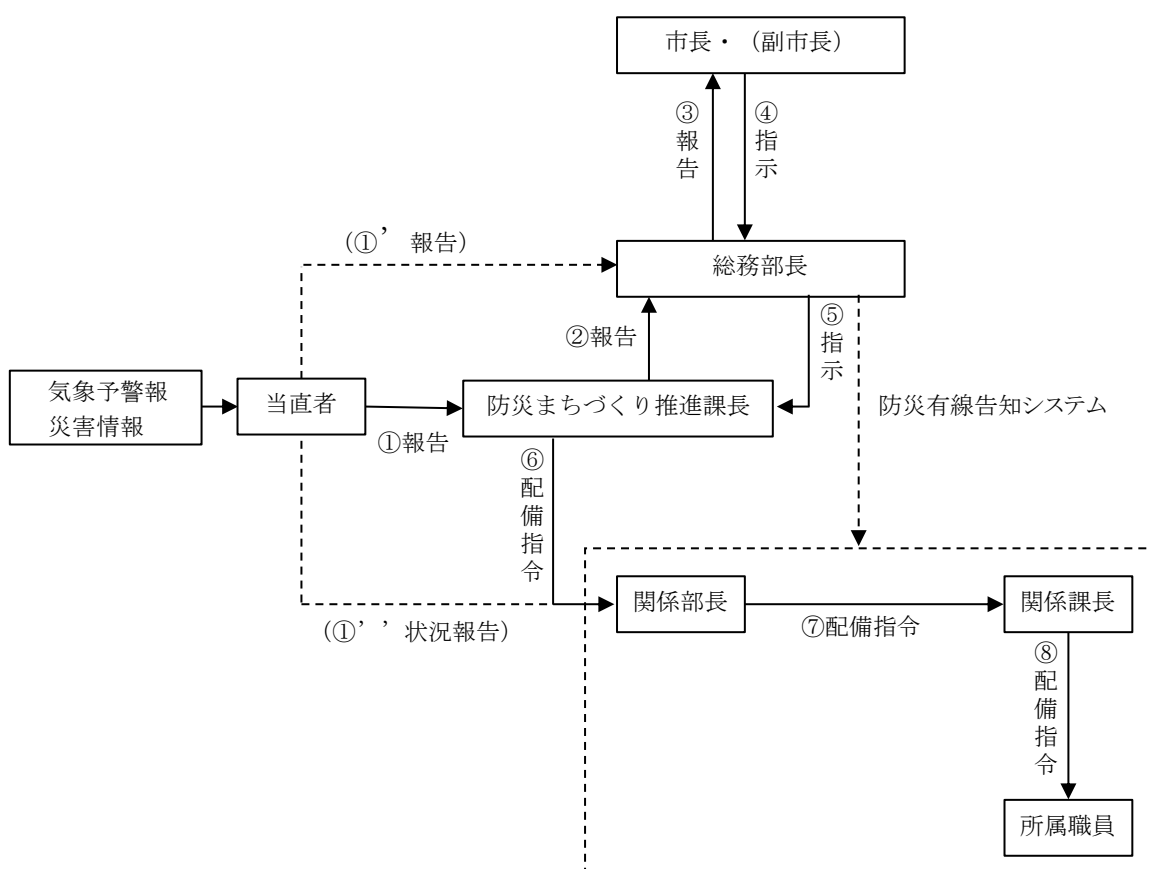 市長・（副市長）
③報告
④指示
(①’ 報告)
総務部長
②報告
⑤指示
気象予警報
災害情報
当直者
①報告
防災まちづくり推進課長
防災有線告知システム
⑥配備指令
関係部長
⑦配備指令
関係課長
(①’’状況報告)
⑧配備指令
所属職員